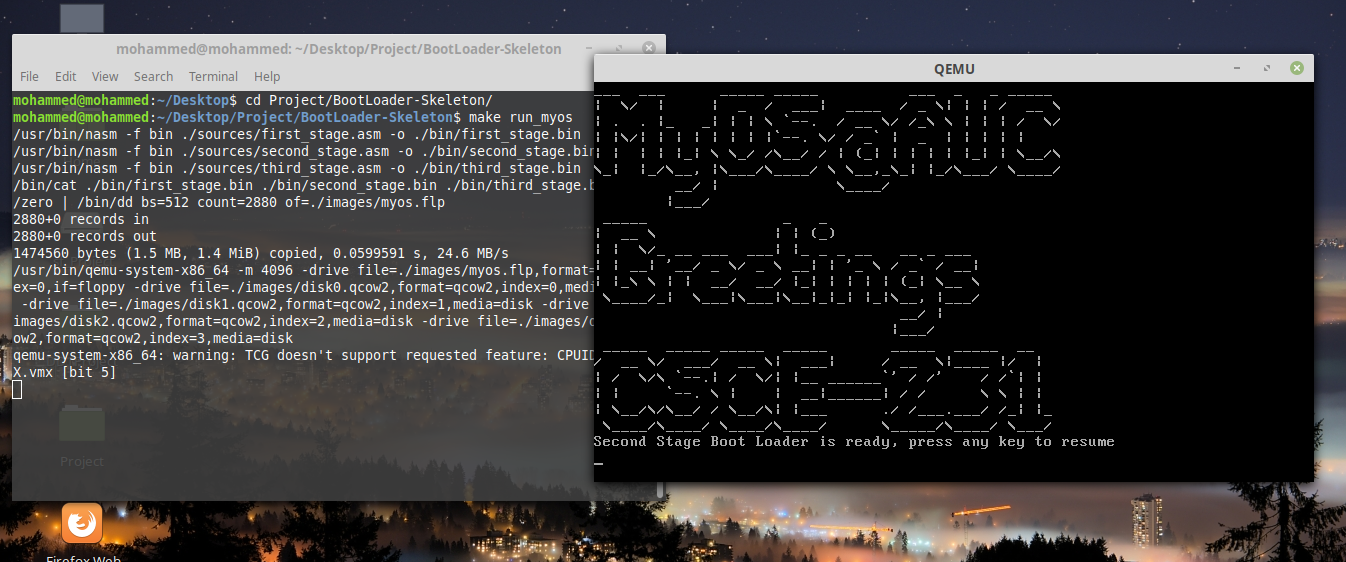 mohammed@mohammed: ~/Desktop/Project/BootLoader-Skeleton
File Edit View Search Terminal Help
mohammed@mohammed:~/Desktop$ cd Project/BootLoader-Skeleton/
mohammed@mohammed:~/Desktop/Project/BootLoader-Skeleton$ make run_myos
/usr/bin/nasm -f bin ./sources/first_stage.asm -o ./bin/first_stage.bin
/usr/bin/nasm -f bin ./sources/second_stage.asm -o ./bin/second_stage.bin
/usr/bin/nasm -f bin ./sources/third_stage.asm -o ./bin/third_stage.bin
/bin/cat ./bin/first_stage.bin ./bin/second_stage.bin ./bin/third_stage.b
/zero | /bin/dd bs=512 count=2880 of=./images/myos.flp
2880+0 records in
2880+0 records out
1474560 bytes (1.5 MB, 1.4 MiB) copied, 0.0599591 s, 24.6 MB/s
/usr/bin/qemu-system-x86_64 -m 4096 -drive file=./images/myos.flp,format=
ex=0,if=floppy -drive file=./images/disk0.qcow2,format=qcow2,index=0,medi
-drive file=./images/disk1.qcow2,format=qcow2,index=1,media=disk -drive
images/disk2.qcow2,format=qcow2,index=2,media=disk -drive file=./images/d
ow2,format=qcow2,index=3,media=disk
qemu-system-x86_64: warning: TCG doesn't support requested feature: CPUID
X.vmx [bit 5]
Project
Firefox Web
QEMU
MyOS@AUC
Greetings
CSCE-231
Second Stage Boot Loader is ready, press any key to resume